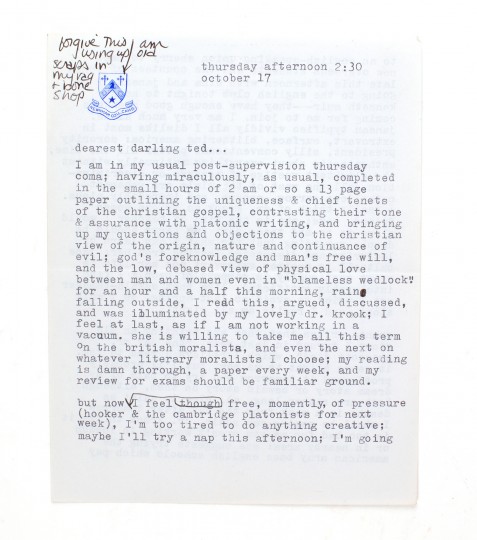 forgive this / I am
using up old
scraps in
my rag
& bone
shop
thursday afternoon 2:30
october 17
dearest darling ted...
I am in my usual post-supervision thursday
coma; having miraculously, as usual, completed
in the small hours of 2 am or so a 13 page
paper outlining the uniqueness & chief tenets
of the christian gospel, contrasting their tone
& assurance with platonic writing, and bringing
up my questions and objections to the christian
view of the origin, nature and continuance of
evil; god's foreknowledge and man's free will,
and the low, debased view of physical love
between man and women even in "blameless wedlock"
for an hour and a half this morning, rain
falling outside, I read this, argued, discussed,
and was illuminated by my lovely dr. krook; I
feel at last, as if I am not working in a
vacuum. she is willing to take me all this term
on the british moralists, and even the next on
whatever literary moralists I choose; my reading
is damn thorough, a paper every week, and my
review for exams should be familiar ground.
but now I feel though free, momently, of pressure
(hooker & the cambridge platonists for next
week), I'm too tired to do anything creative;
maybe I'll try a nap this afternoon; I'm going